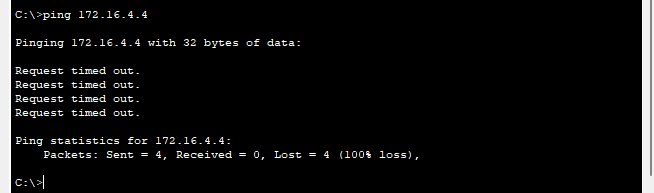 C:\>ping 172.16.4.4
Pinging 172.16.4.4 with 32 bytes of data:
Request timed out.
Request timed out.
Request timed out.
Request timed out.
Ping statistics for 172.16.4.4:
    Packets: Sent = 4, Received = 0, Lost = 4 (100% loss),
C:\>